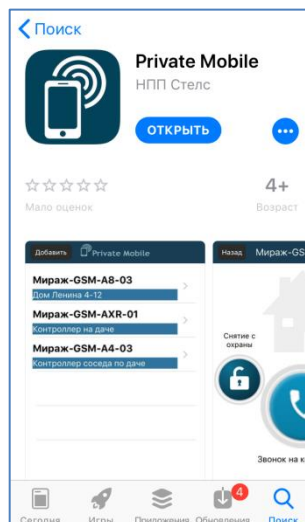 Поиск
Private Mobile
НПП Стелс
ОТКРЫТЬ
4+
Мало оценок
Возраст
Добавить
Private Mobile
Мираж-GSM-A8-03
Дом Ленина 4-12
Мираж-GSM-AXR-01
Контроллер на даче
Мираж-GSM-A4-03
Контроллер соседа по даче
Назад
Мираж-GS
Снятие с
охраны
Звонок на к
4
Сегодня
Игры
Приложения
Обновления
Поиск